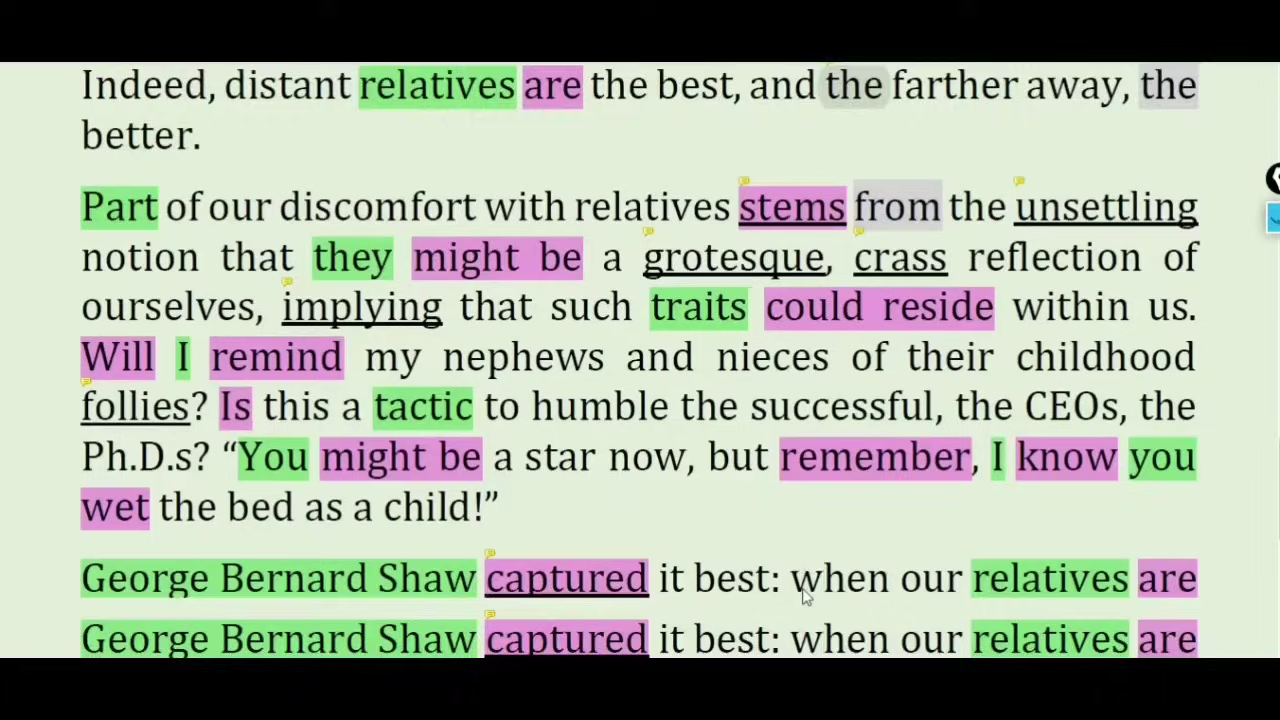 Indeed, distant relatives are the best, and the farther away, the
better.
Part of our discomfort with relatives stems from the unsettling
notion that they might be a grotesque, crass reflection of
ourselves, implying that such traits could reside within us.
Will I remind my nephews and nieces of their childhood
follies? Is this a tactic to humble the successful, the CEOs, the
Ph.D.s? “You might be a star now, but remember, I know you
wet the bed as a child!”
George Bernard Shaw captured it best: when our relatives are
George Bernard Shaw captured it best: when our relatives are